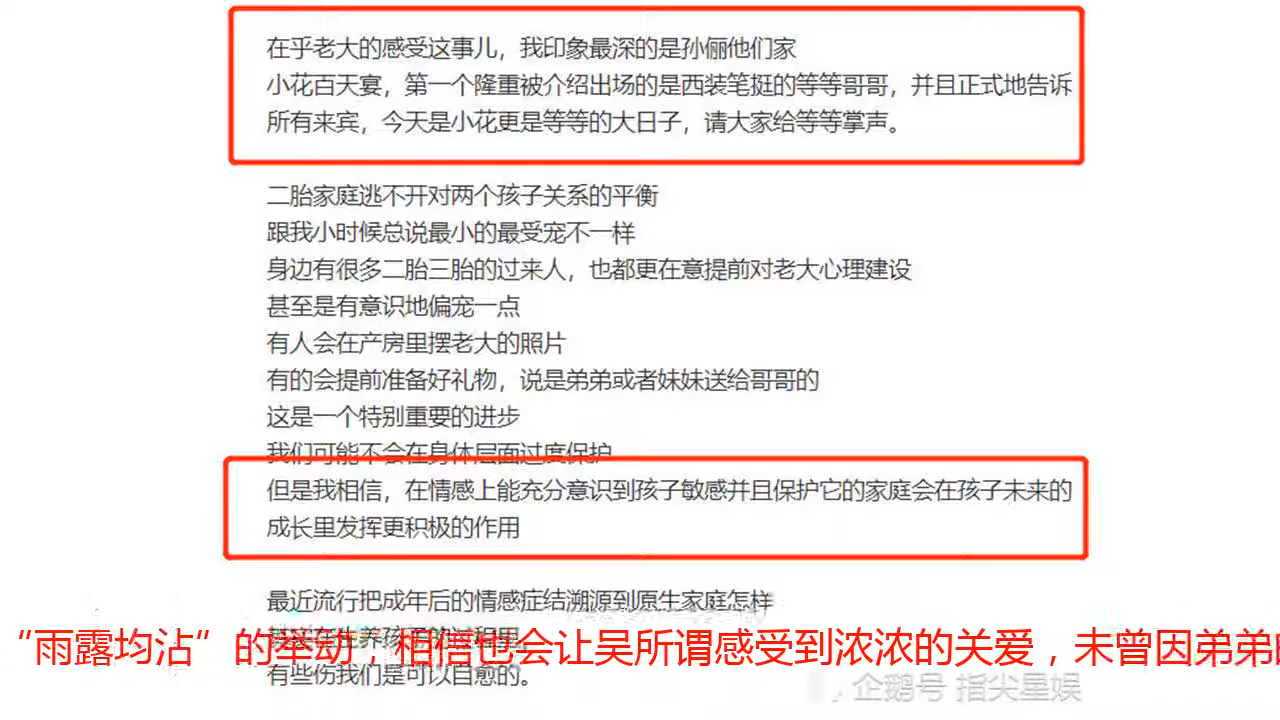 在乎老大的感受这事儿，我印象最深的是孙俪他们家
小花百天宴，第一个隆重被介绍出场的是西装笔挺的等等哥哥，并且正式地告诉
所有来宾，今天是小花更是等等的大日子，请大家给等等掌声。
二胎家庭逃不开对两个孩子关系的平衡
跟我小时候总说最小的最受宠不一样
身边有很多二胎三胎的过来人，也都更在意提前对老大心理建设
甚至是有意识地偏宠一点
有人会在产房里摆老大的照片
有的会提前准备好礼物，说是弟弟或者妹妹送给哥哥的
这是一个特别重要的进步
我们可能不会在身体层面过度保护
但是我相信，在情感上能充分意识到孩子敏感并且保护它的家庭会在孩子未来的
成长里发挥更积极的作用
最近流行把成年后的情感症结溯源到原生家庭怎样
“雨露均沾”的举动，相信也会让吴所谓感受到浓浓的关爱，未曾因弟弟
有些伤我们是可以自愈的。
企鹅号 指尖星娱